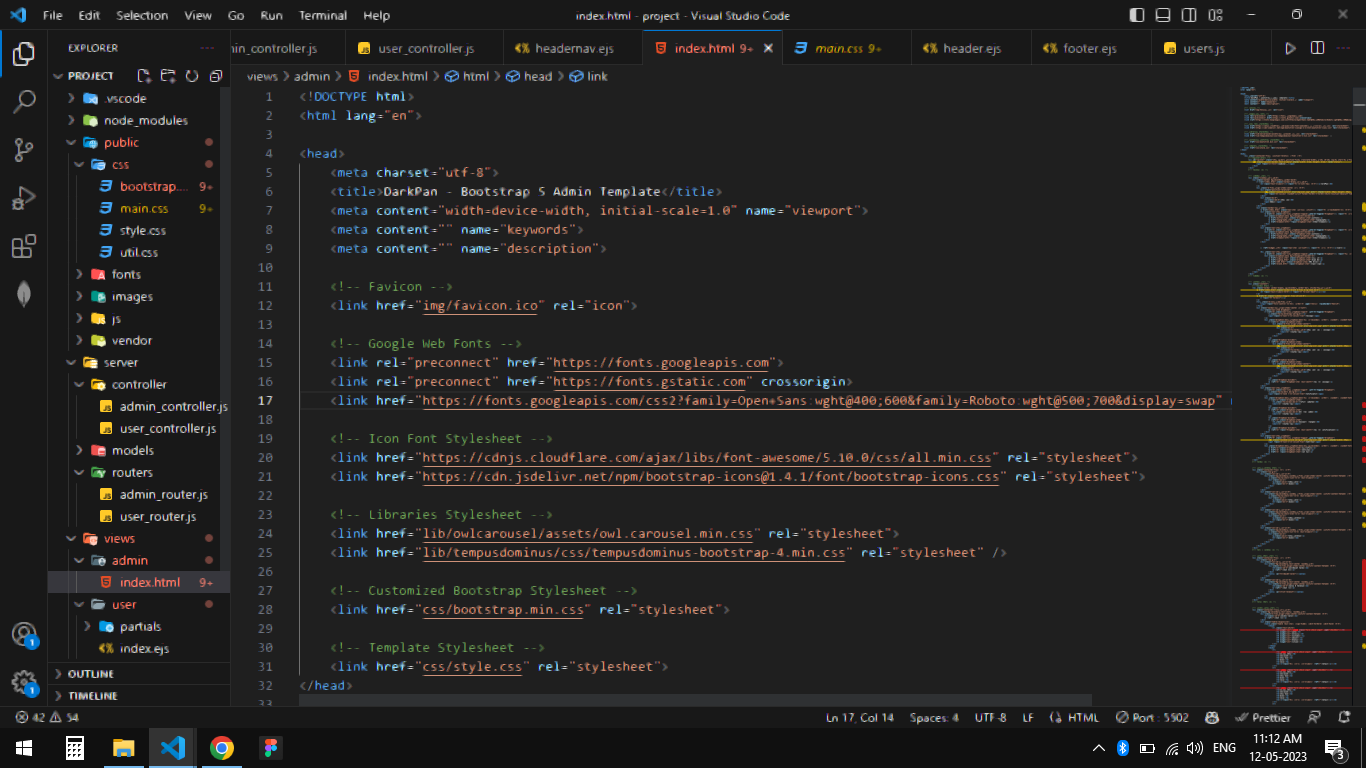 File Edit Selection View Go Run Terminal Help
index.html - project - Visual Studio Code
EXPLORER
in_controller.js user_controller.js headernav.ejs index.html 9+ main.css 9+ header.ejs footer.ejs users.js
PROJECT
views > admin > index.html > html > head > link
.vscode
node_modules
public
css
bootstrap.... 9+
main.css 9+
style.css
util.css
fonts
images
js
vendor
server
controller
admin_controller.js
user_controller.js
models
routers
admin_router.js
user_router.js
views
admin
index.html 9+
user
partials
index.ejs
OUTLINE
TIMELINE
1 <!DOCTYPE html>
2 <html lang="en">
3
4 <head>
5 <meta charset="utf-8">
6 <title>DarkPan - Bootstrap 5 Admin Template</title>
7 <meta content="width=device-width, initial-scale=1.0" name="viewport">
8 <meta content="" name="keywords">
9 <meta content="" name="description">
10
11 <!-- Favicon -->
12 <link href="img/favicon.ico" rel="icon">
13
14 <!-- Google Web Fonts -->
15 <link rel="preconnect" href="https://fonts.googleapis.com">
16 <link rel="preconnect" href="https://fonts.gstatic.com" crossorigin>
17 <link href="https://fonts.googleapis.com/css2?family=Open+Sans:wght@400;600&family=Roboto:wght@500;700&display=swap"
18
19 <!-- Icon Font Stylesheet -->
20 <link href="https://cdnjs.cloudflare.com/ajax/libs/font-awesome/5.10.0/css/all.min.css" rel="stylesheet">
21 <link href="https://cdn.jsdelivr.net/npm/bootstrap-icons@1.4.1/font/bootstrap-icons.css" rel="stylesheet">
22
23 <!-- Libraries Stylesheet -->
24 <link href="lib/owlcarousel/assets/owl.carousel.min.css" rel="stylesheet">
25 <link href="lib/tempusdominus/css/tempusdominus-bootstrap-4.min.css" rel="stylesheet" />
26
27 <!-- Customized Bootstrap Stylesheet -->
28 <link href="css/bootstrap.min.css" rel="stylesheet">
29
30 <!-- Template Stylesheet -->
31 <link href="css/style.css" rel="stylesheet">
32 </head>
33
1
1
42 54
Ln 17, Col 14 Spaces: 4 UTF-8 LF HTML Port : 5502 Prettier
ENG
11:12 AM
12-05-2023
3